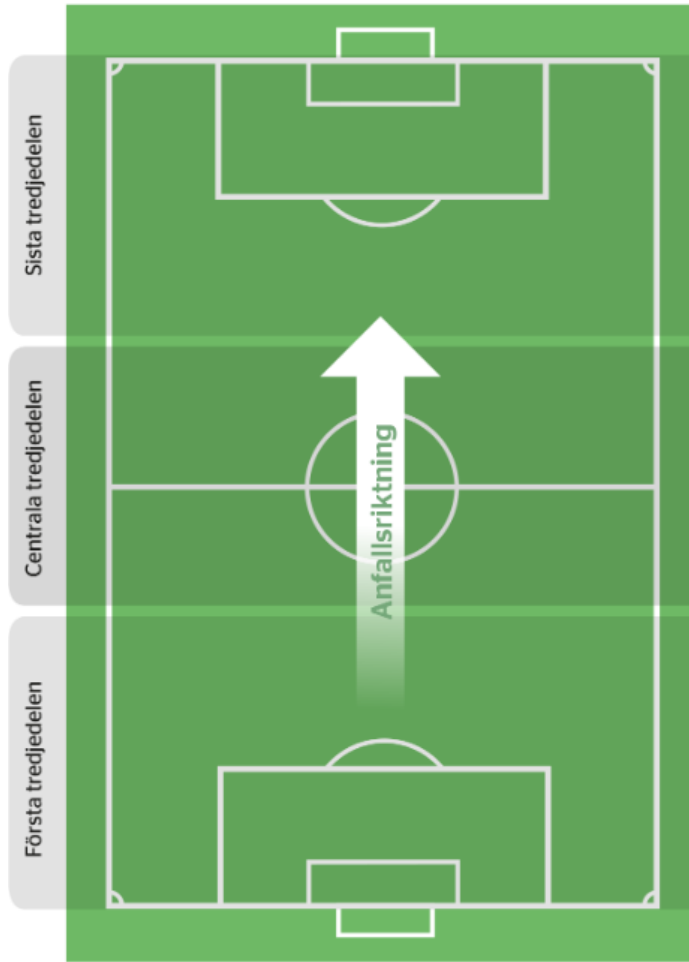 Sista tredjedelen
Centrala tredjedelen
Första tredjedelen
Anfallsriktning